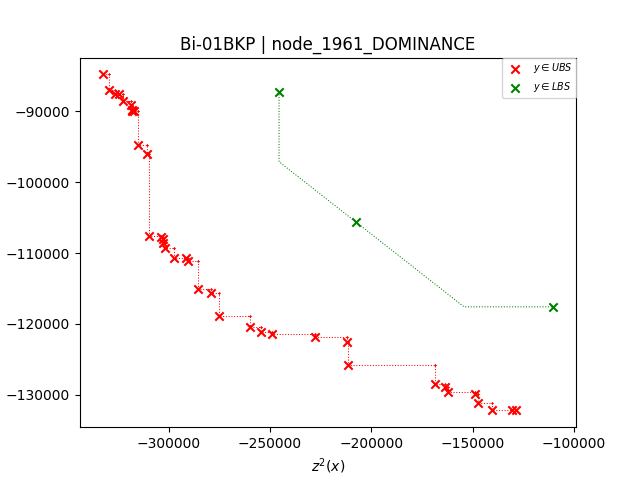 Bi-01BKP | node_1961_DOMINANCE
y ∈ UBS
y ∈ LBS
−90000
−100000
−110000
−120000
−130000
−300000 −250000 −200000 −150000 −100000
z²(x)